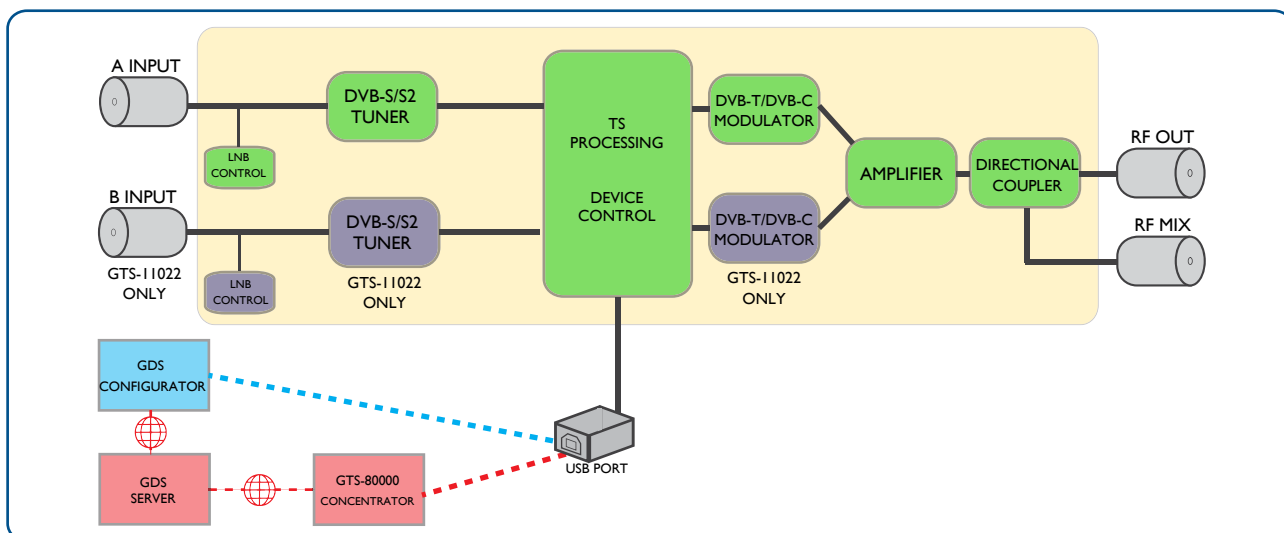 A INPUT
DVB-S/S2
TUNER
LNB
CONTROL
B INPUT
GTS-11022
ONLY
DVB-S/S2
TUNER
GTS-11022
ONLY
LNB
CONTROL
TS
PROCESSING
DEVICE
CONTROL
DVB-T/DVB-C
MODULATOR
DVB-T/DVB-C
MODULATOR
GTS-11022
ONLY
AMPLIFIER
DIRECTIONAL
COUPLER
RF OUT
RF MIX
GDS
CONFIGURATOR
GDS
SERVER
GTS-80000
CONCENTRATOR
USB PORT